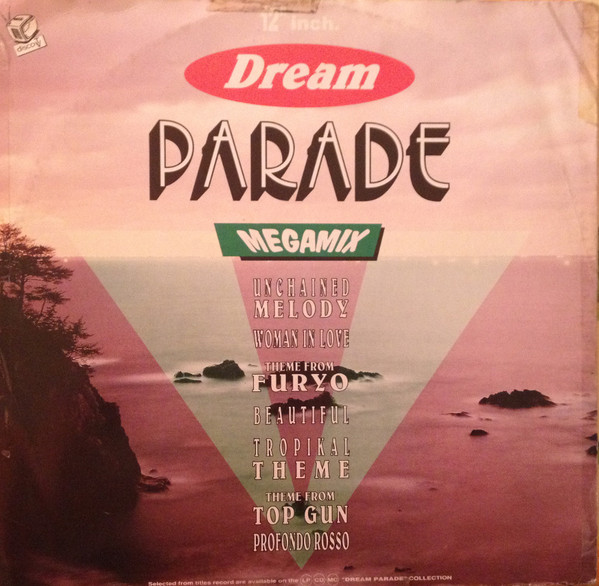 12 Inch.
discoV
Dream
PARADE
MEGAMIX
UNCHAINED
MELODY
WOMAN IN LOVE
THEME FROM
FURYO
BEAUTIFUL
TROPIKAL
THEME
THEME FROM
TOP GUN
PROFONDO ROSSO
Selected from titles record are available on the LP CD MC "DREAM PARADE" COLLECTION